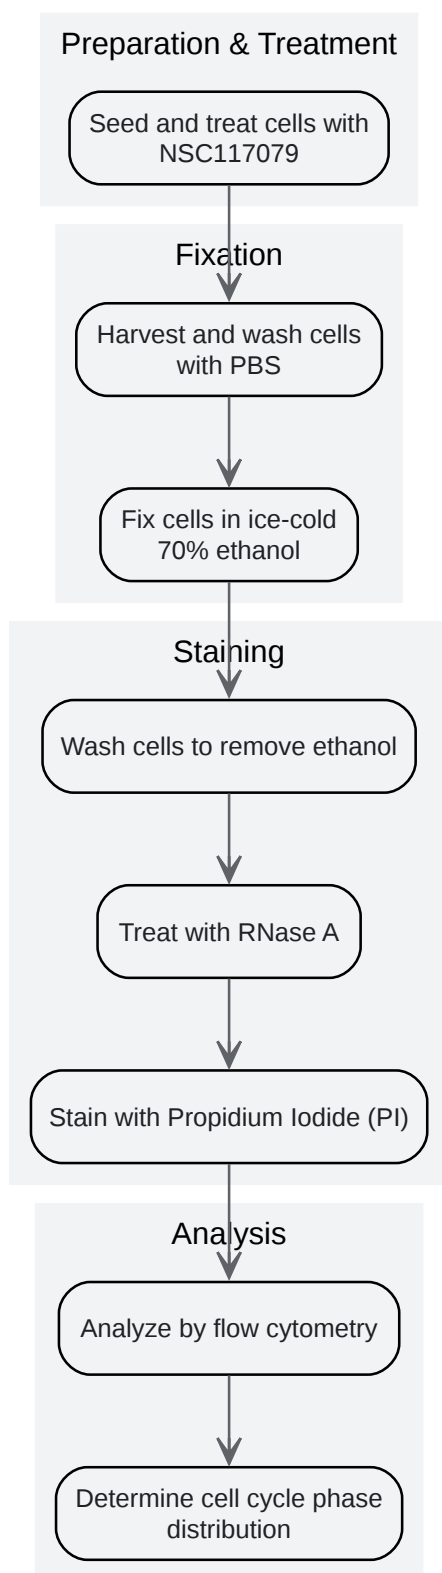 Preparation & Treatment
Seed and treat cells with
NSC117079
Fixation
Harvest and wash cells
with PBS
Fix cells in ice-cold
70% ethanol
Staining
Wash cells to remove ethanol
Treat with RNase A
Stain with Propidium Iodide (PI)
Analysis
Analyze by flow cytometry
Determine cell cycle phase
distribution